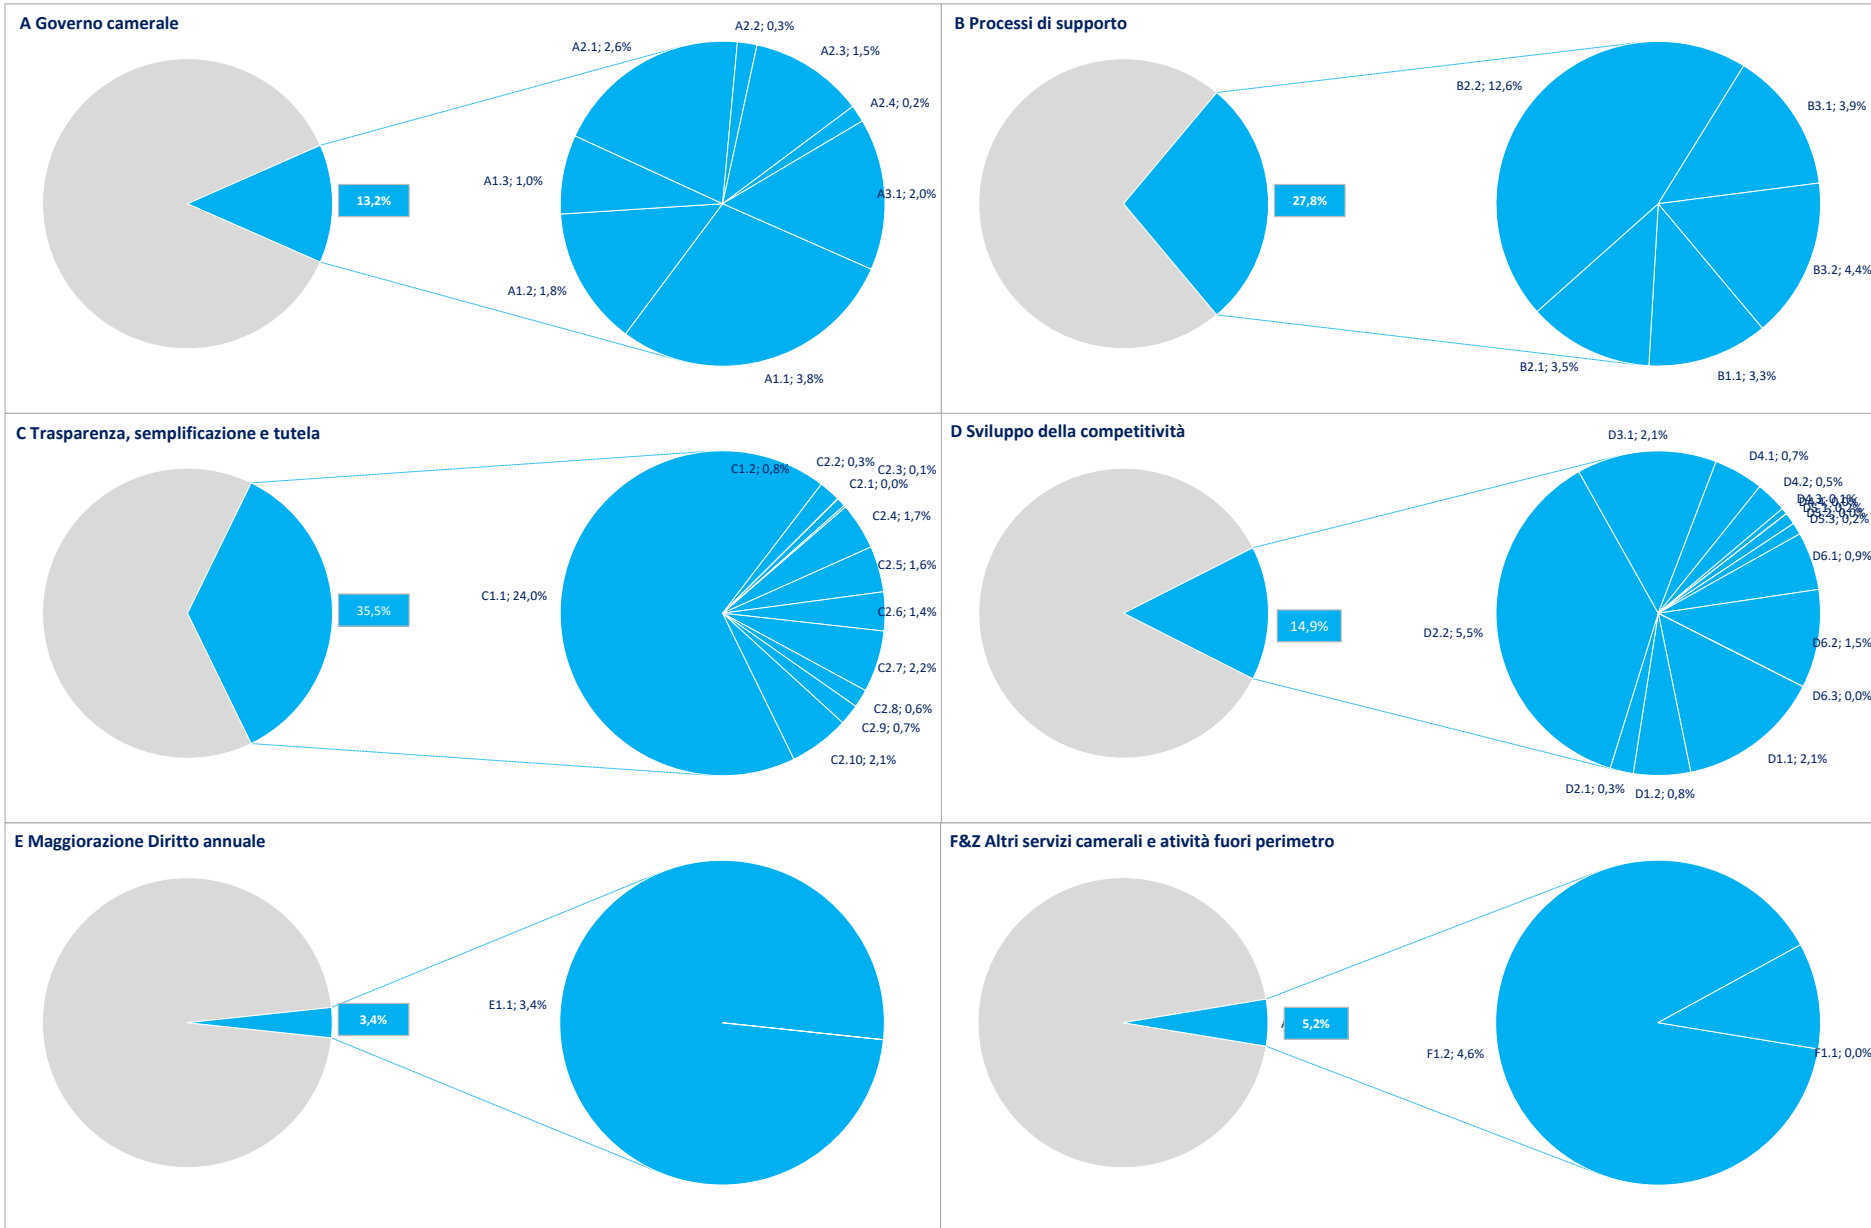 A Governo camerale
A2.2; 0,3%
A2.1; 2,6%
A2.3; 1,5%
A2.4; 0,2%
A1.3; 1,0%
13,2%
A3.1; 2,0%
A1.2; 1,8%
A1.1; 3,8%
B Processi di supporto
B2.2; 12,6%
B3.1; 3,9%
27,8%
B3.2; 4,4%
B2.1; 3,5%
B1.1; 3,3%
C Trasparenza, semplificazione e tutela
C1.2; 0,8%
C2.2; 0,3%
C2.3; 0,1%
C2.1; 0,0%
C2.4; 1,7%
C2.5; 1,6%
C1.1; 24,0%
35,5%
C2.6; 1,4%
C2.7; 2,2%
C2.8; 0,6%
C2.9; 0,7%
C2.10; 2,1%
D Sviluppo della competitività
D3.1; 2,1%
D4.1; 0,7%
D4.2; 0,5%
D4.3; 0,1%
D5.3; 0,2%
D6.1; 0,9%
14,9%
D2.2; 5,5%
D6.2; 1,5%
D6.3; 0,0%
D1.1; 2,1%
D2.1; 0,3%
D1.2; 0,8%
E Maggiorazione Diritto annuale
E1.1; 3,4%
3,4%
F&Z Altri servizi camerali e atività fuori perimetro
5,2%
F1.2; 4,6%
F1.1; 0,0%